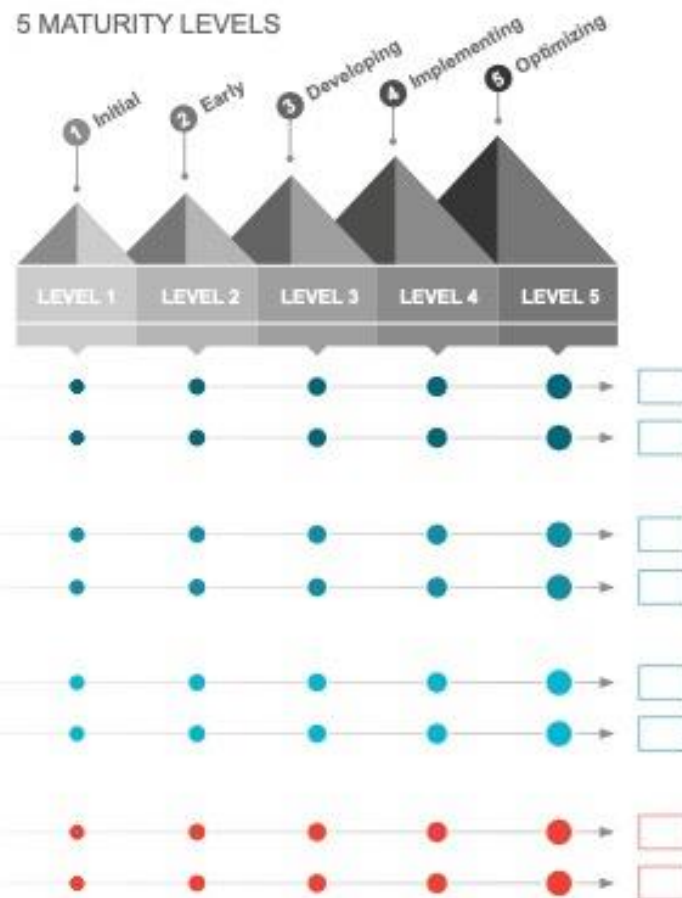 5 MATURITY LEVELS
1 Initial
2 Early
3 Developing
4 Implementing
5 Optimizing
LEVEL 1
LEVEL 2
LEVEL 3
LEVEL 4
LEVEL 5